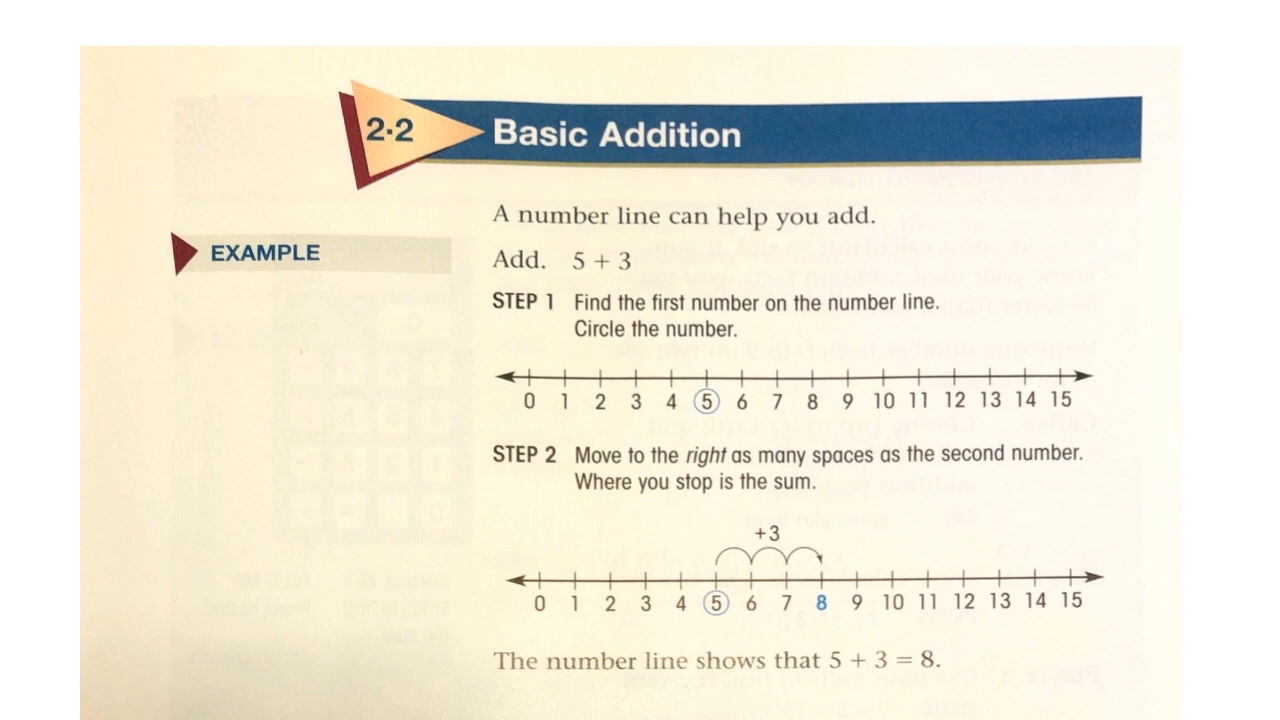 2·2 Basic Addition
A number line can help you add.
EXAMPLE
Add. 5 + 3
STEP 1 Find the first number on the number line.
Circle the number.
0 1 2 3 4 5 6 7 8 9 10 11 12 13 14 15
STEP 2 Move to the right as many spaces as the second number.
Where you stop is the sum.
+3
0 1 2 3 4 5 6 7 8 9 10 11 12 13 14 15
The number line shows that 5 + 3 = 8.